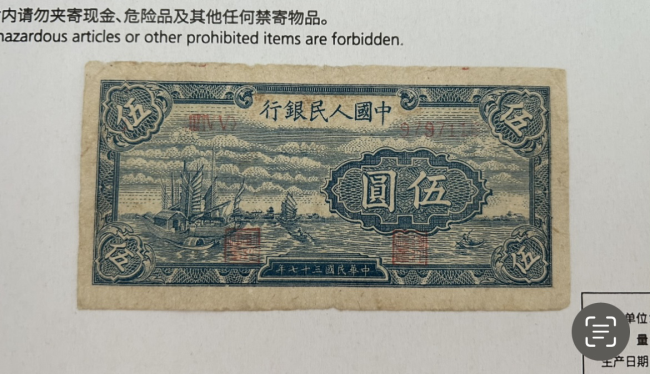 内请勿夹寄现金、危险品及其他任何禁寄物品。
hazardous articles or other prohibited items are forbidden.
伍
伍
行銀民人國中
圓伍
伍
伍
年七十三國民華中
单位
量
生产日期